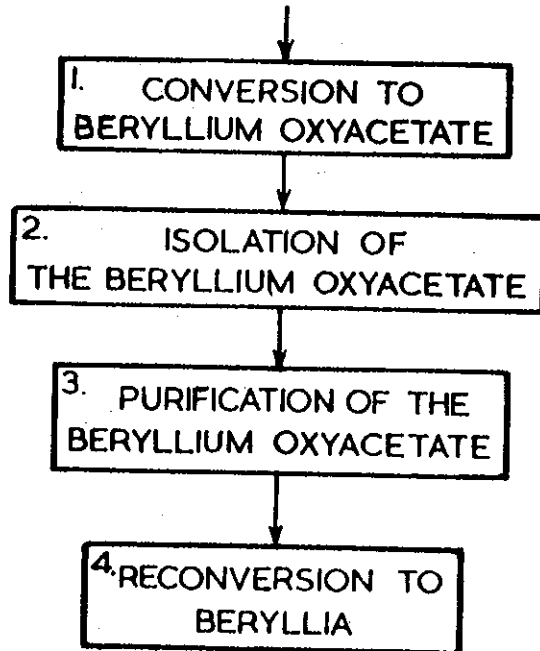 1. CONVERSION TO
BERYLLIUM OXYACETATE
2. ISOLATION OF
THE BERYLLIUM OXYACETATE
3. PURIFICATION OF THE
BERYLLIUM OXYACETATE
4. RECONVERSION TO
BERYLLIA